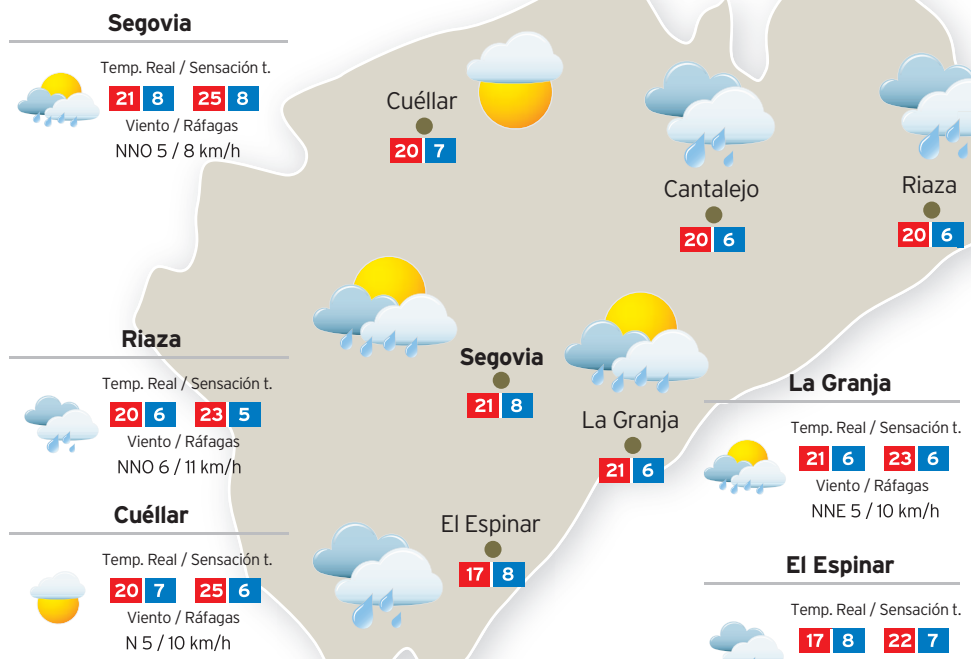 Segovia
Temp. Real / Sensación t.
21 8 25 8
Viento / Ráfagas
NNO 5 / 8 km/h
Riaza
Temp. Real / Sensación t.
20 6 23 5
Viento / Ráfagas
NNO 6 / 11 km/h
Cuéllar
Temp. Real / Sensación t.
20 7 25 6
Viento / Ráfagas
N 5 / 10 km/h
Cuéllar
20 7
Cantalejo
20 6
Riaza
20 6
Segovia
21 8
La Granja
21 6
El Espinar
17 8
La Granja
Temp. Real / Sensación t.
21 6 23 6
Viento / Ráfagas
NNE 5 / 10 km/h
El Espinar
Temp. Real / Sensación t.
17 8 22 7